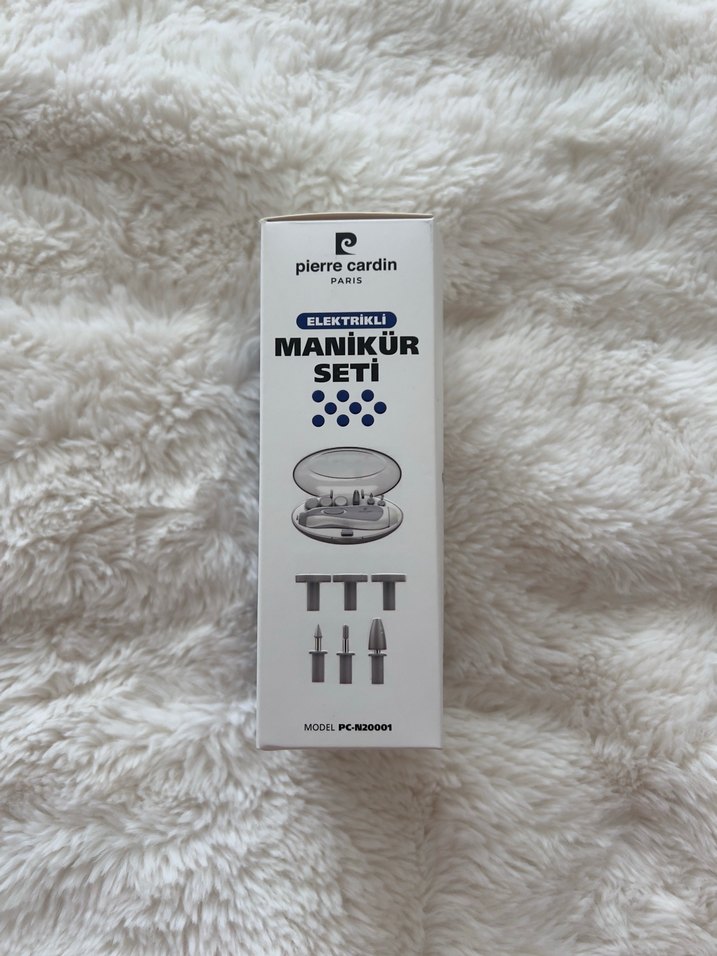 pierre cardin
PARIS
ELEKTRİKLİ
MANİKÜR
SETİ
MODEL PC-N20001